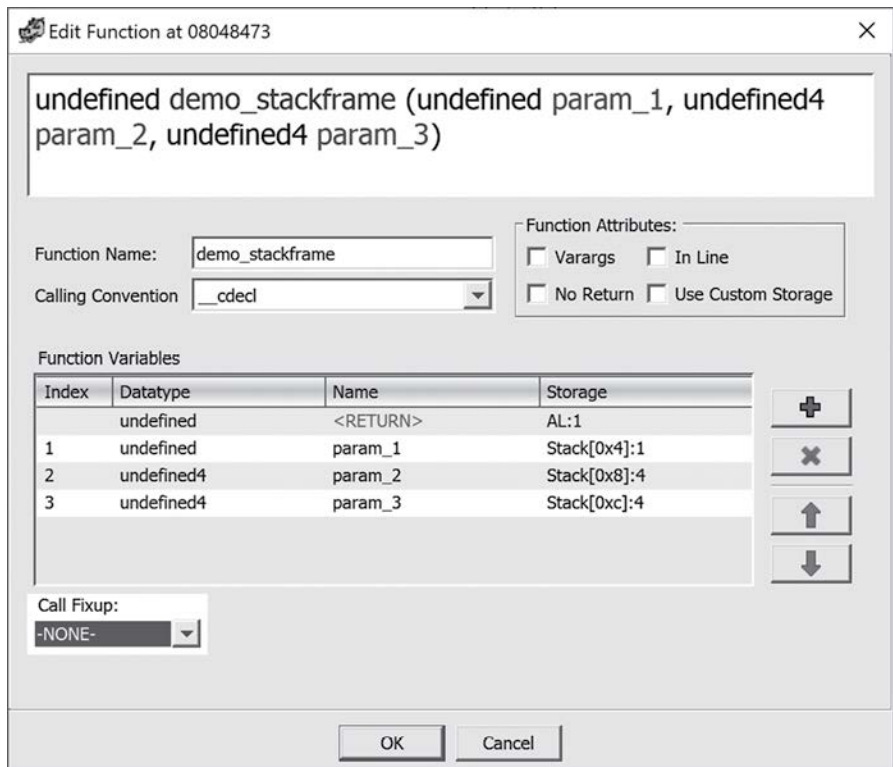 Edit Function at 08048473
undefined demo_stackframe (undefined param_1, undefined4
param_2, undefined4 param_3)
Function Attributes:
Function Name: demo_stackframe
Varargs In Line
Calling Convention __cdecl
No Return Use Custom Storage
Function Variables
Index Datatype Name Storage
undefined <RETURN> AL:1
1 undefined param_1 Stack[0x4]:1
2 undefined4 param_2 Stack[0x8]:4
3 undefined4 param_3 Stack[0xc]:4
Call Fixup:
-NONE-
OK Cancel